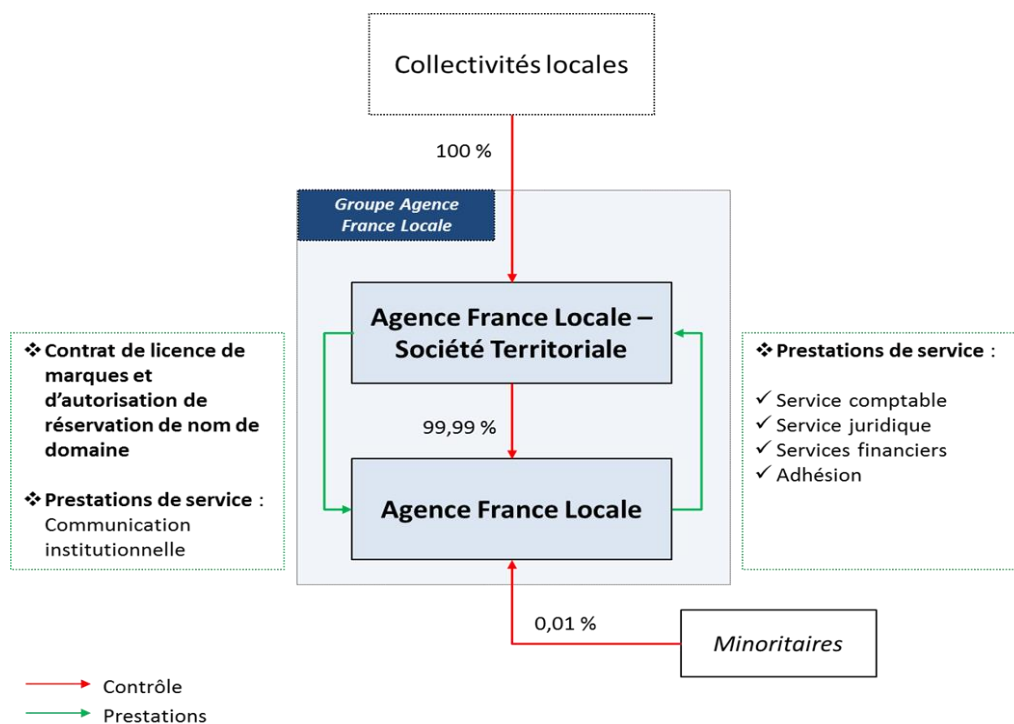 Collectivités locales
100 %
Groupe Agence
France Locale
Agence France Locale –
Société Territoriale
❖ Contrat de licence de
marques et
d’autorisation de
réservation de nom de
domaine
❖ Prestations de service :
Communication
institutionnelle
99,99 %
❖ Prestations de service :
✓ Service comptable
✓ Service juridique
✓ Services financiers
✓ Adhésion
Agence France Locale
0,01 %
Minoritaires
Contrôle
Prestations